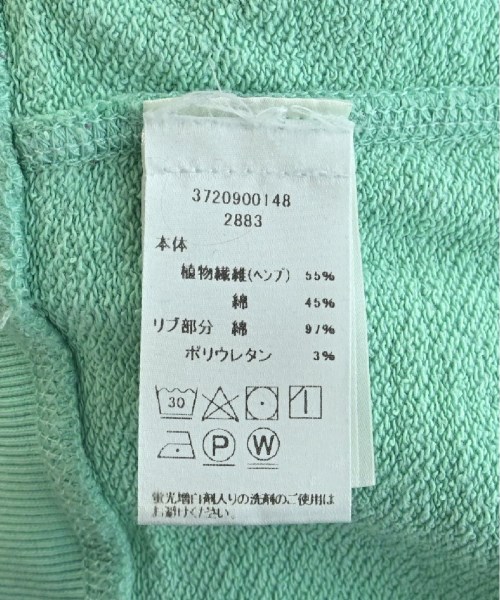 3720900148
2883
本体
植物繊維(ヘンプ) 55%
綿 45%
リブ部分 綿 97%
ポリウレタン 3%
30
P W
蛍光増白剤入りの洗剤のご使用は
お避けください。